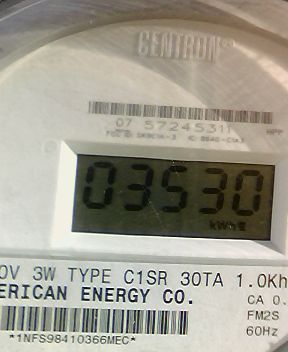 CENTRON®
07 57245311
HPP
03530
kWh
0V 3W TYPE C1SR 30TA 1.0Kh
ERICAN ENERGY CO.
CA 0.
FM2S
60Hz
*1NFS98410366MEC*